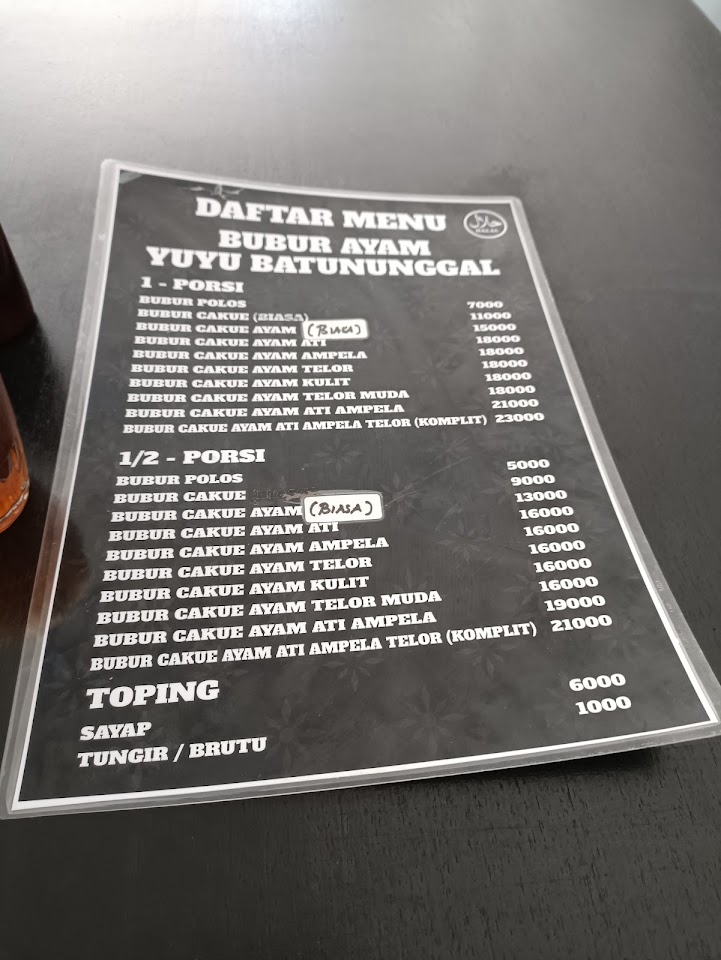 DAFTAR MENU
حلال
HALAL
BUBUR AYAM
YUYU BATUNUNGGAL
1 - PORSI
BUBUR POLOS 7000
BUBUR CAKUE (BIASA) 11000
BUBUR CAKUE AYAM (BIASA) 15000
BUBUR CAKUE AYAM ATI 18000
BUBUR CAKUE AYAM AMPELA 18000
BUBUR CAKUE AYAM TELOR 18000
BUBUR CAKUE AYAM KULIT 18000
BUBUR CAKUE AYAM TELOR MUDA 18000
BUBUR CAKUE AYAM ATI AMPELA 21000
BUBUR CAKUE AYAM ATI AMPELA TELOR (KOMPLIT) 23000
1/2 - PORSI
BUBUR POLOS 5000
BUBUR CAKUE 9000
BUBUR CAKUE AYAM (BIASA) 13000
BUBUR CAKUE AYAM ATI 16000
BUBUR CAKUE AYAM AMPELA 16000
BUBUR CAKUE AYAM TELOR 16000
BUBUR CAKUE AYAM KULIT 16000
BUBUR CAKUE AYAM TELOR MUDA 16000
BUBUR CAKUE AYAM ATI AMPELA 19000
BUBUR CAKUE AYAM ATI AMPELA TELOR (KOMPLIT) 21000
TOPING
SAYAP 6000
TUNGIR / BRUTU 1000